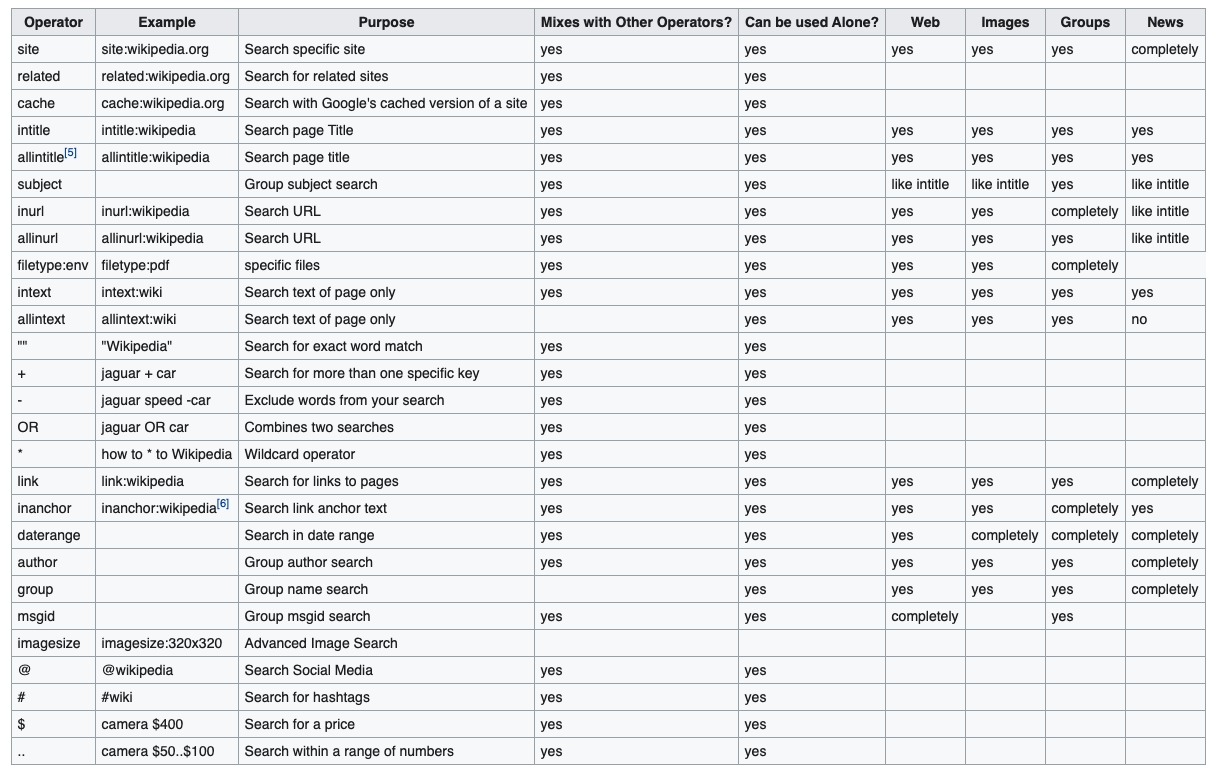 Operator Example Purpose Mixes with Other Operators? Can be used Alone? Web Images Groups News
site site:wikipedia.org Search specific site yes yes yes yes yes completely
related related:wikipedia.org Search for related sites yes yes
cache cache:wikipedia.org Search with Google's cached version of a site yes yes
intitle intitle:wikipedia Search page Title yes yes yes yes yes yes
allintitle[5] allintitle:wikipedia Search page title yes yes yes yes yes yes
subject Group subject search yes yes like intitle like intitle yes like intitle
inurl inurl:wikipedia Search URL yes yes yes yes completely like intitle
allinurl allinurl:wikipedia Search URL yes yes yes yes yes like intitle
filetype:env filetype:pdf specific files yes yes yes yes completely
intext intext:wiki Search text of page only yes yes yes yes yes yes
allintext allintext:wiki Search text of page only yes yes yes yes no
"" "Wikipedia" Search for exact word match yes yes
+ jaguar + car Search for more than one specific key yes yes
- jaguar speed -car Exclude words from your search yes yes
OR jaguar OR car Combines two searches yes yes
* how to * to Wikipedia Wildcard operator yes yes
link link:wikipedia Search for links to pages yes yes yes yes yes completely
inanchor inanchor:wikipedia[6] Search link anchor text yes yes yes yes completely yes
daterange Search in date range yes yes yes completely completely completely
author Group author search yes yes yes yes yes completely
group Group name search yes yes yes yes completely
msgid Group msgid search yes yes completely yes
imagesize imagesize:320x320 Advanced Image Search
@ @wikipedia Search Social Media yes yes
# #wiki Search for hashtags yes yes
$ camera $400 Search for a price yes yes
.. camera $50..$100 Search within a range of numbers yes yes